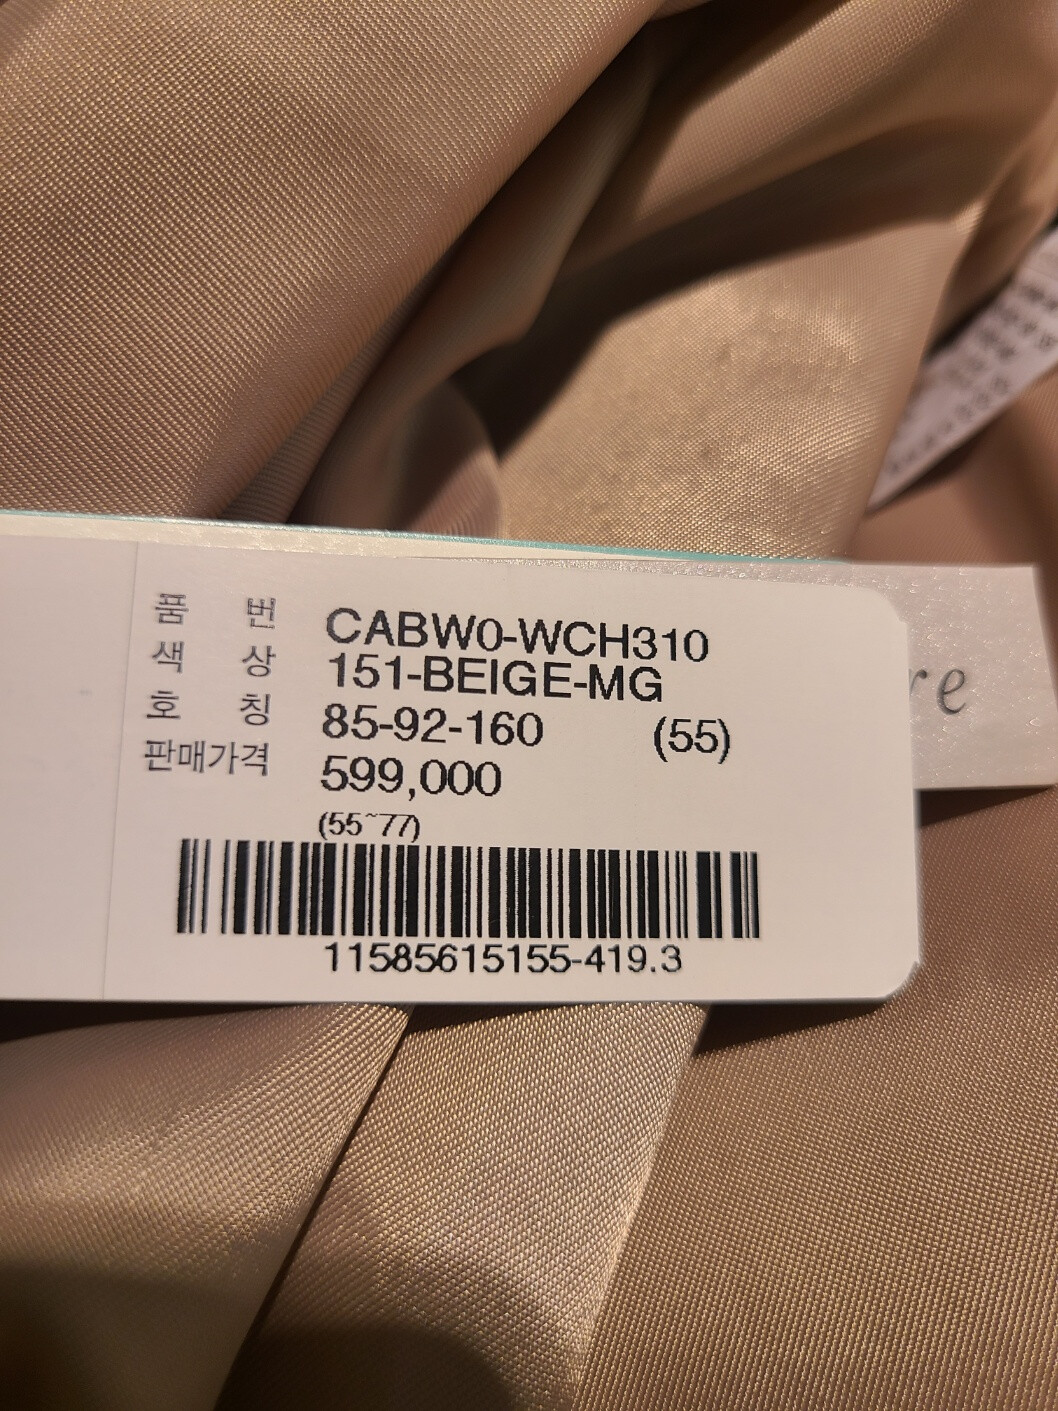 품 번 CABW0-WCH310
색 상 151-BEIGE-MG
호 칭 85-92-160 (55)
판매가격 599,000
(55~77)
11585615155-419.3
re